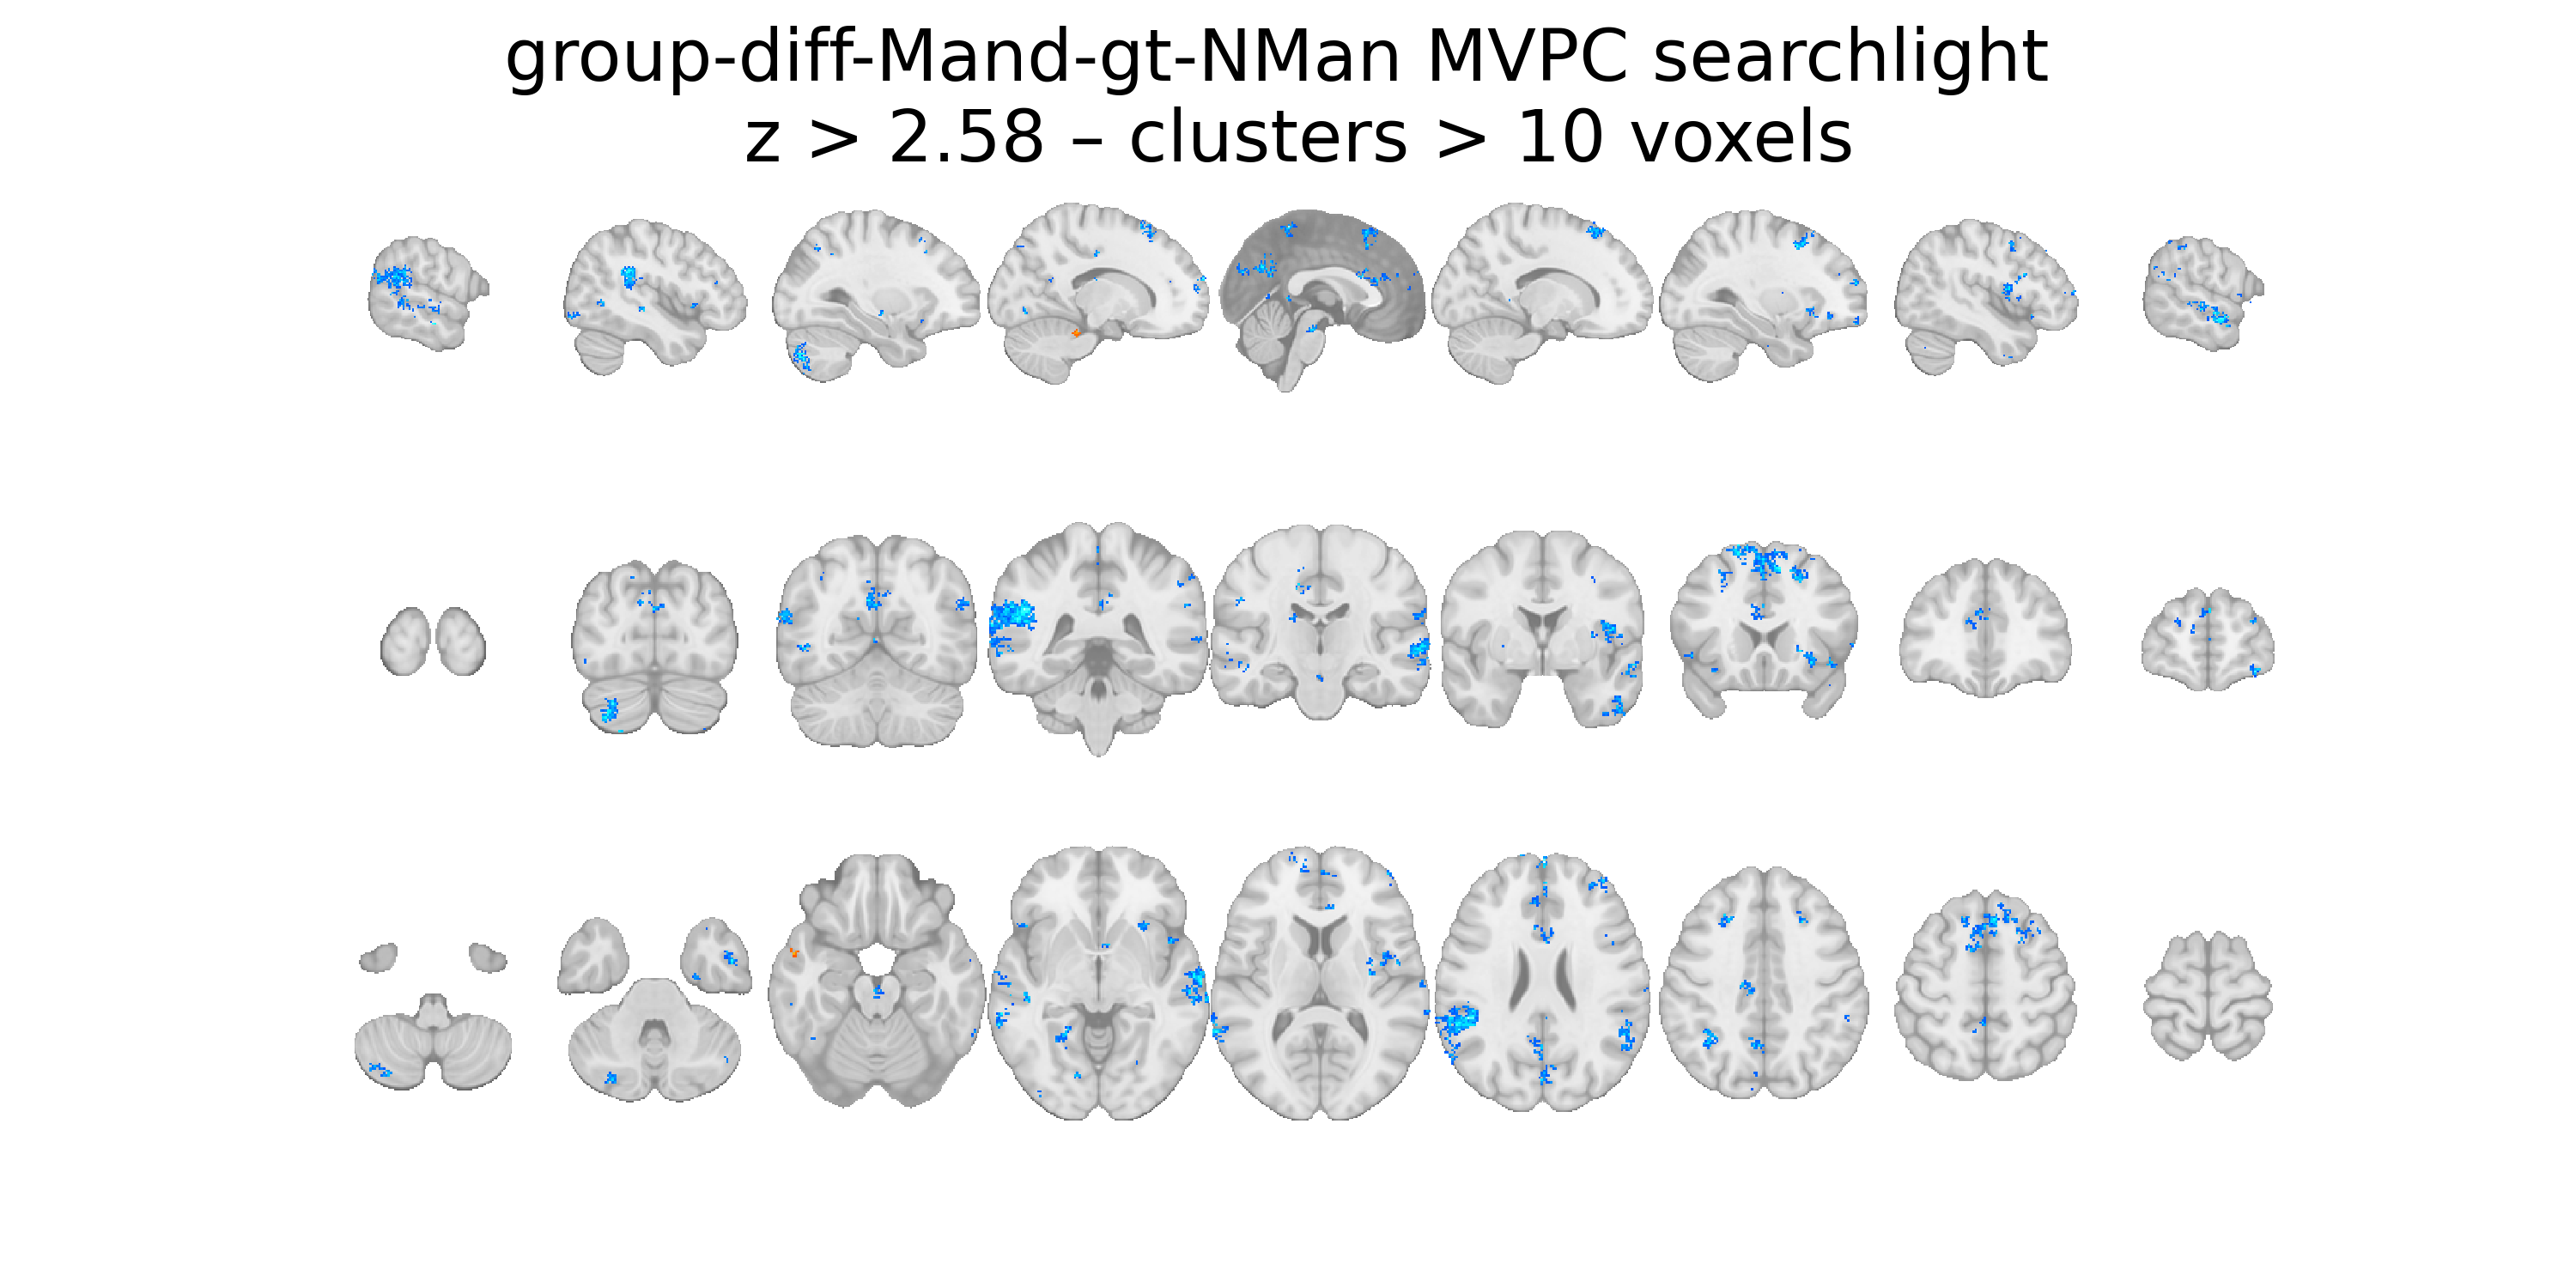 group-diff-Mand-gt-NMan MVPC searchlight
z > 2.58 – clusters > 10 voxels